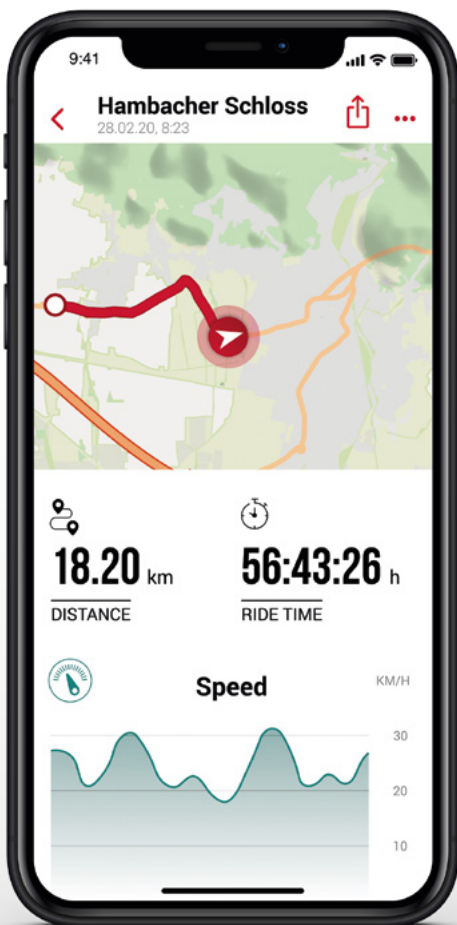 9:41
Hambacher Schloss
28.02.20, 8:23
18.20 km
56:43:26 h
DISTANCE
RIDE TIME
Speed
KM/H
30
20
10